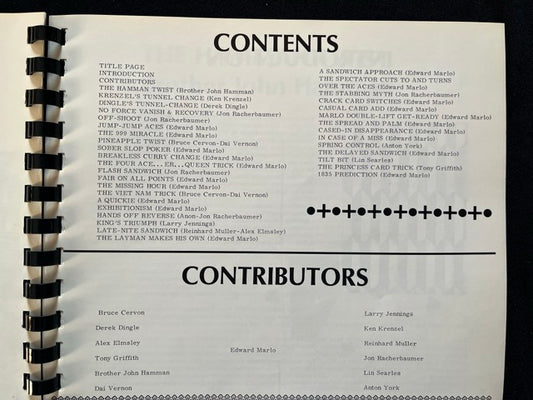 CONTENTS
TITLE PAGE
INTRODUCTION
CONTRIBUTORS
THE HAMMAN TWIST (Brother John Hamman)
KRENZEL'S TUNNEL CHANGE (Ken Krenzel)
DINGLE'S TUNNEL-CHANGE (Derek Dingle)
NO FORCE VANISH & RECOVERY (Jon Racherbaumer)
OFF-SHOOT (Jon Racherbaumer)
JUMP-JUMP ACES (Edward Marlo)
THE 999 MIRACLE (Edward Marlo)
PINEAPPLE TWIST (Bruce Cervon-Dai Vernon)
SOBER SLOP POKER (Edward Marlo)
BREAKLESS CURRY CHANGE (Edward Marlo)
THE FOUR ACE... ER...QUEEN TRICK (Edward Marlo)
FLASH SANDWICH (Jon Racherbaumer)
FAIR ON ALL POINTS (Edward Marlo)
THE MISSING HOUR (Edward Marlo)
THE VIET NAM TRICK (Bruce Cervon-Dai Vernon)
A QUICKIE (Edward Marlo)
EXHIBITIONISM (Edward Marlo)
HANDS OFF REVERSE (Anon-Jon Racherbaumer)
KING'S TRIUMPH (Larry Jennings)
LATE-NITE SANDWICH (Reinhard Muller-Alex Elmsley)
THE LAYMAN MAKES HIS OWN (Edward Marlo)
A SANDWICH APPROACH (Edward Marlo)
THE SPECTATOR CUTS TO AND TURNS
OVER THE ACES (Edward Marlo)
THE STABBING MYTH (Jon Racherbaumer)
CRACK CARD SWITCHES (Edward Marlo)
CASUAL CARD ADO (Edward Marlo)
MARLO DOUBLE-LIFT GET-READY (Edward Marlo)
THE SPREAD AND PALM (Edward Marlo)
CASED-IN DISAPPEARANCE (Edward Marlo)
IN CASE OF A MISS (Edward Marlo)
SPRING CONTROL (Anton York)
THE DELAYED SANDWICH (Edward Marlo)
TILT BIT (Lin Searles)
THE PRINCESS CARD TRICK (Tony Griffith)
1835 PREDICTION (Edward Marlo)
CONTRIBUTORS
Bruce Cervon
Derek Dingle
Alex Elmsley
Tony Griffith
Brother John Hamman
Dai Vernon
Edward Marlo
Larry Jennings
Ken Krenzel
Reinhard Muller
Jon Racherbaumer
Lin Searles
Anton York